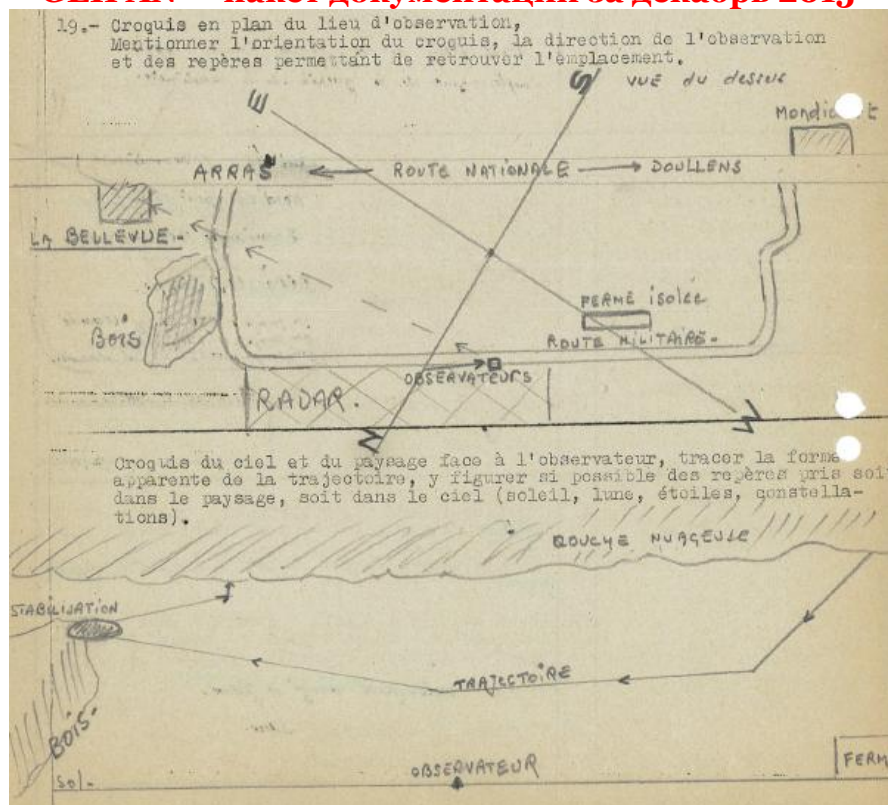 19.- Croquis en plan du lieu d'observation,
Mentionner l'orientation du croquis, la direction de l'observation
et des repères permettant de retrouver l'emplacement.
E
S
VUE du dessus
ARRAS
ROUTE NATIONALE
DOULLENS
LA BELLEVUE-
FERME isolée
BOIS
ROUTE MILITAIRE-
OBSERVATEURS
RADAR.
N
W
Croquis du ciel et du paysage face à l'observateur, tracer la forme
apparente de la trajectoire, y figurer si possible des repères pris soit
dans le paysage, soit dans le ciel (soleil, lune, étoiles, constella-
tions).
COUCHE NUAGEUSE
STABILISATION
TRAJECTOIRE
BOIS-
FERM
OBSERVATEUR
Sol-